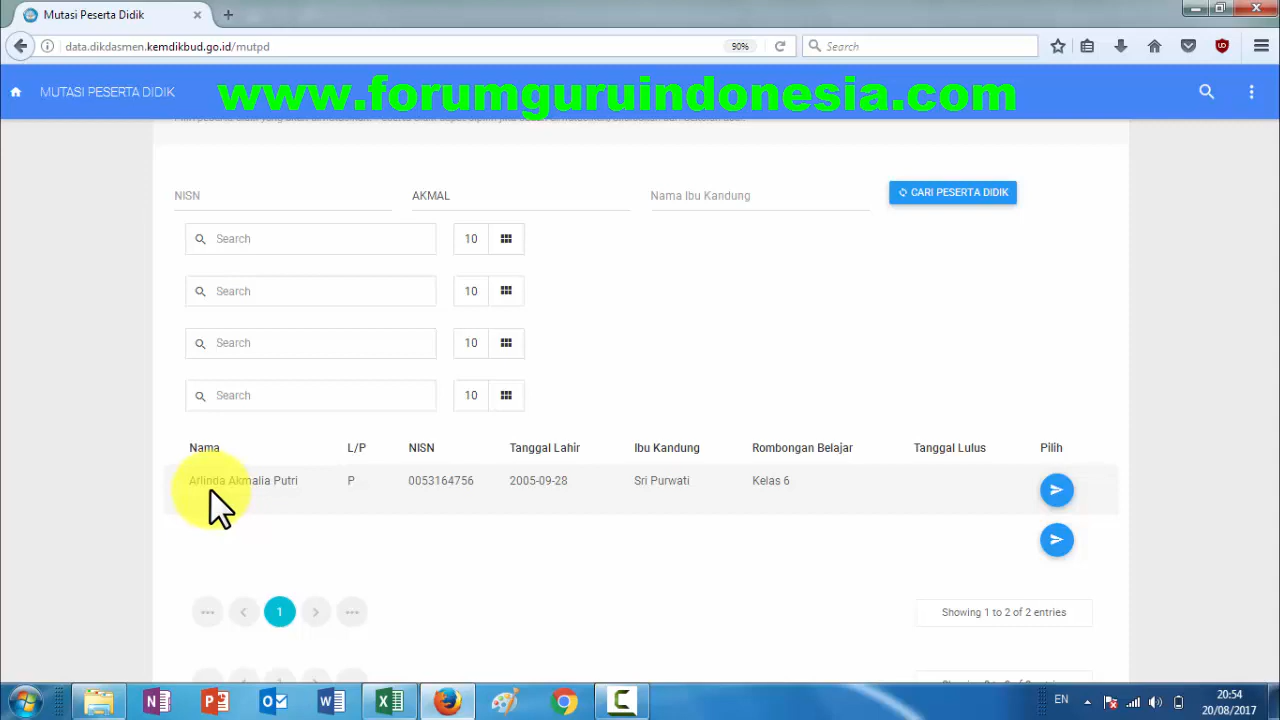 Mutasi Peserta Didik
data.dikdasmen.kemdikbud.go.id/mutpd
90%
Search
MUTASI PESERTA DIDIK
www.forumguruindonesia.com
NISN
AKMAL
Nama Ibu Kandung
CARI PESERTA DIDIK
Search
10
Search
10
Search
10
Search
10
Nama L/P NISN Tanggal Lahir Ibu Kandung Rombongan Belajar Tanggal Lulus Pilih
Arlinda Akmalia Putri P 0053164756 2005-09-28 Sri Purwati Kelas 6
1
Showing 1 to 2 of 2 entries
EN
20:54
20/08/2017